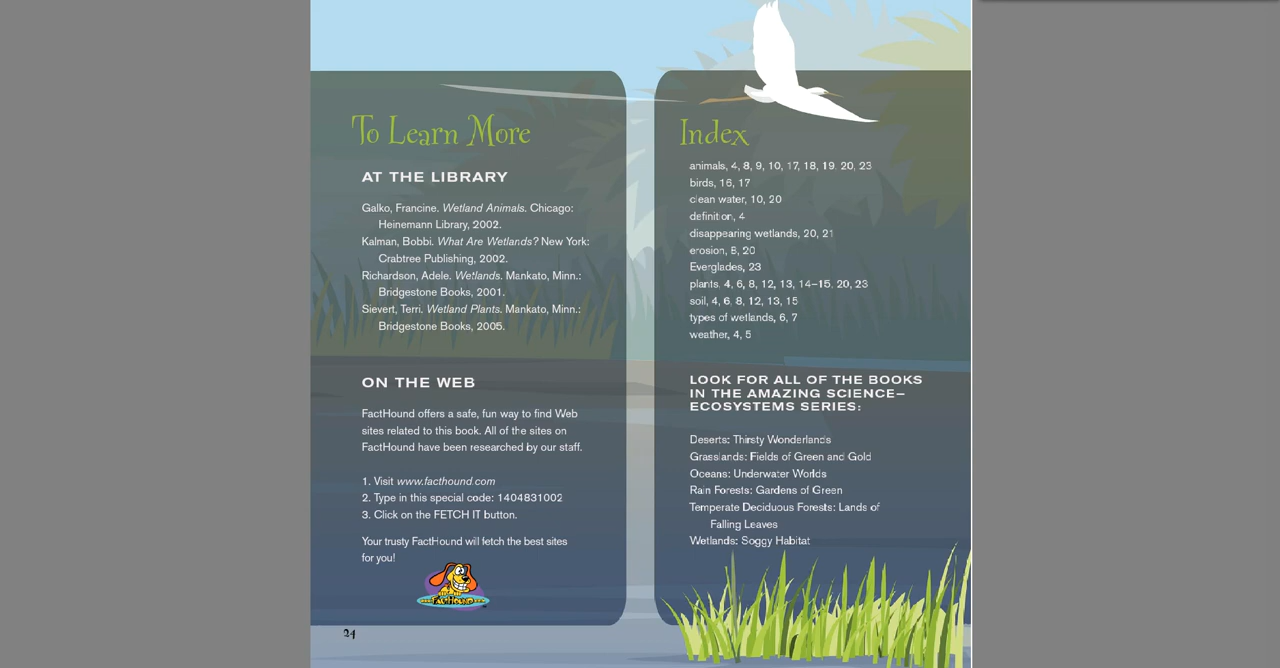 To Learn More
AT THE LIBRARY
Galko, Francine. Wetland Animals. Chicago:
Heinemann Library, 2002.
Kalman, Bobbi. What Are Wetlands? New York:
Crabtree Publishing, 2002.
Richardson, Adele. Wetlands. Mankato, Minn.:
Bridgestone Books, 2001.
Sievert, Terri. Wetland Plants. Mankato, Minn.:
Bridgestone Books, 2005.
ON THE WEB
FactHound offers a safe, fun way to find Web
sites related to this book. All of the sites on
FactHound have been researched by our staff.
1. Visit www.facthound.com
2. Type in this special code: 1404831002
3. Click on the FETCH IT button.
Your trusty FactHound will fetch the best sites
for you!
FactHound
24
Index
animals, 4, 8, 9, 10, 17, 18, 19. 20, 23
birds, 16, 17
clean water, 10, 20
definition, 4
disappearing wetlands, 20, 21
erosion, 8, 20
Everglades, 23
plants. 4, 6, 8, 12, 13, 14–15. 20, 23
soil, 4, 6. 8, 12, 13, 15
types of wetlands, 6, 7
weather, 4, 5
LOOK FOR ALL OF THE BOOKS
IN THE AMAZING SCIENCE–
ECOSYSTEMS SERIES:
Deserts: Thirsty Wonderlands
Grasslands: Fields of Green and Gold
Oceans: Underwater Worlds
Rain Forests: Gardens of Green
Temperate Deciduous Forests: Lands of
Falling Leaves
Wetlands: Soggy Habitat